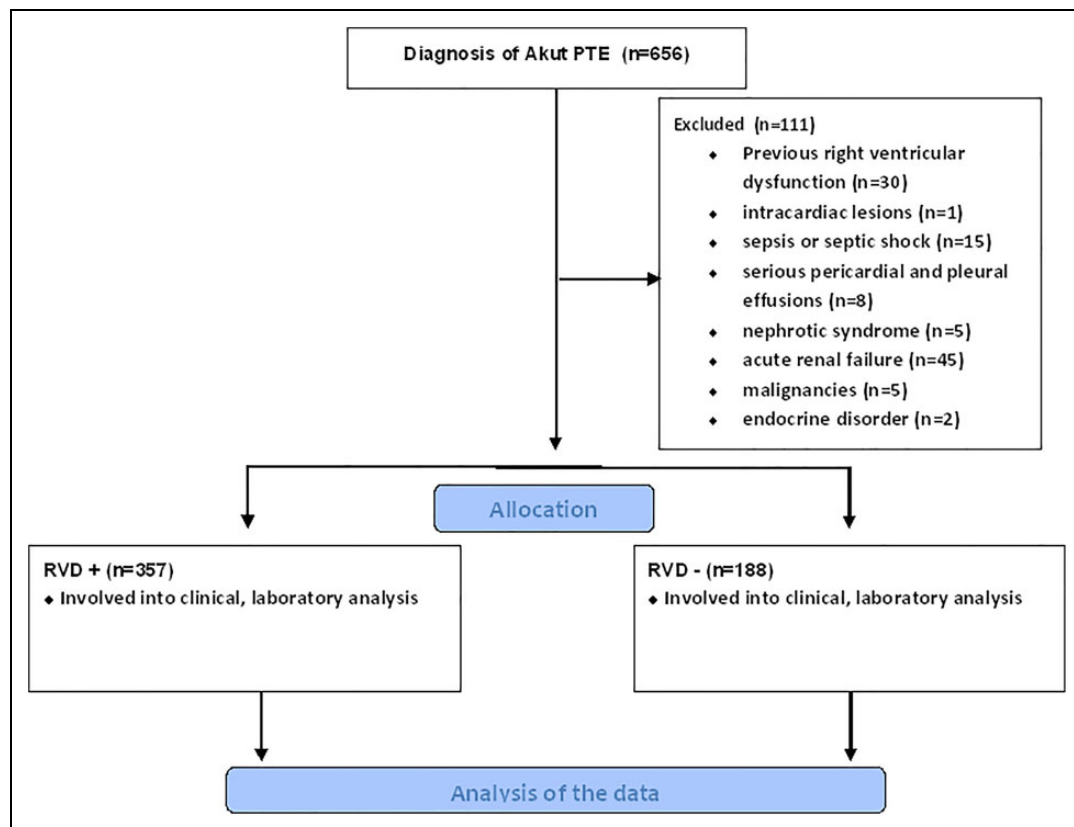 Diagnosis of Akut PTE (n=656)
Excluded (n=111)
♦ Previous right ventricular
dysfunction (n=30)
♦ intracardiac lesions (n=1)
♦ sepsis or septic shock (n=15)
♦ serious pericardial and pleural
effusions (n=8)
♦ nephrotic syndrome (n=5)
♦ acute renal failure (n=45)
♦ malignancies (n=5)
♦ endocrine disorder (n=2)
Allocation
RVD + (n=357)
♦ Involved into clinical, laboratory analysis
RVD - (n=188)
♦ Involved into clinical, laboratory analysis
Analysis of the data